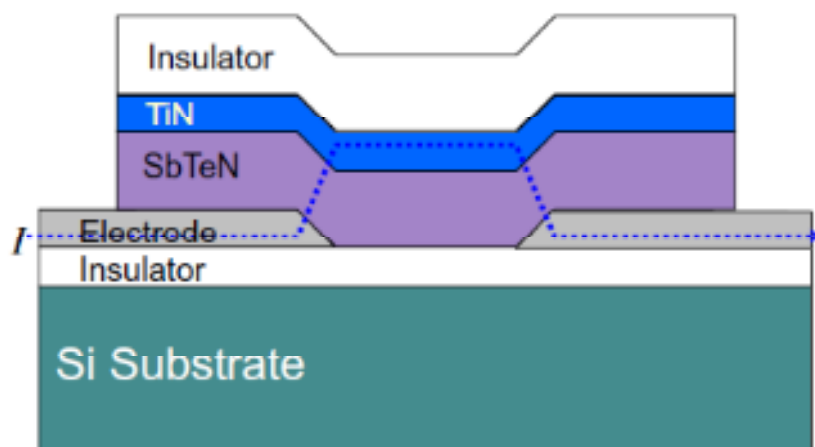 Insulator
TiN
SbTeN
Electrode
I
Insulator
Si Substrate